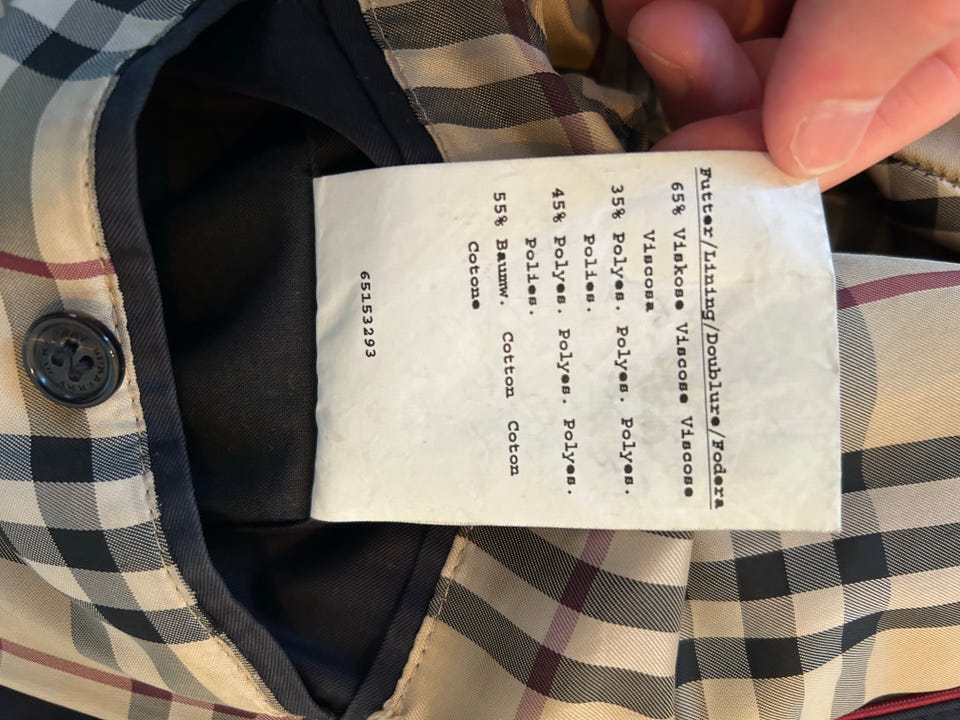 Futter/Lining/Doublure/Fodera
65% Viskose Viscose Viscose
Viscosa
35% Polyes. Polyes. Polyes.
Polies.
45% Polyes. Polyes. Polyes.
Polies.
55% Baumw. Cotton Coton
Cotone
65153293